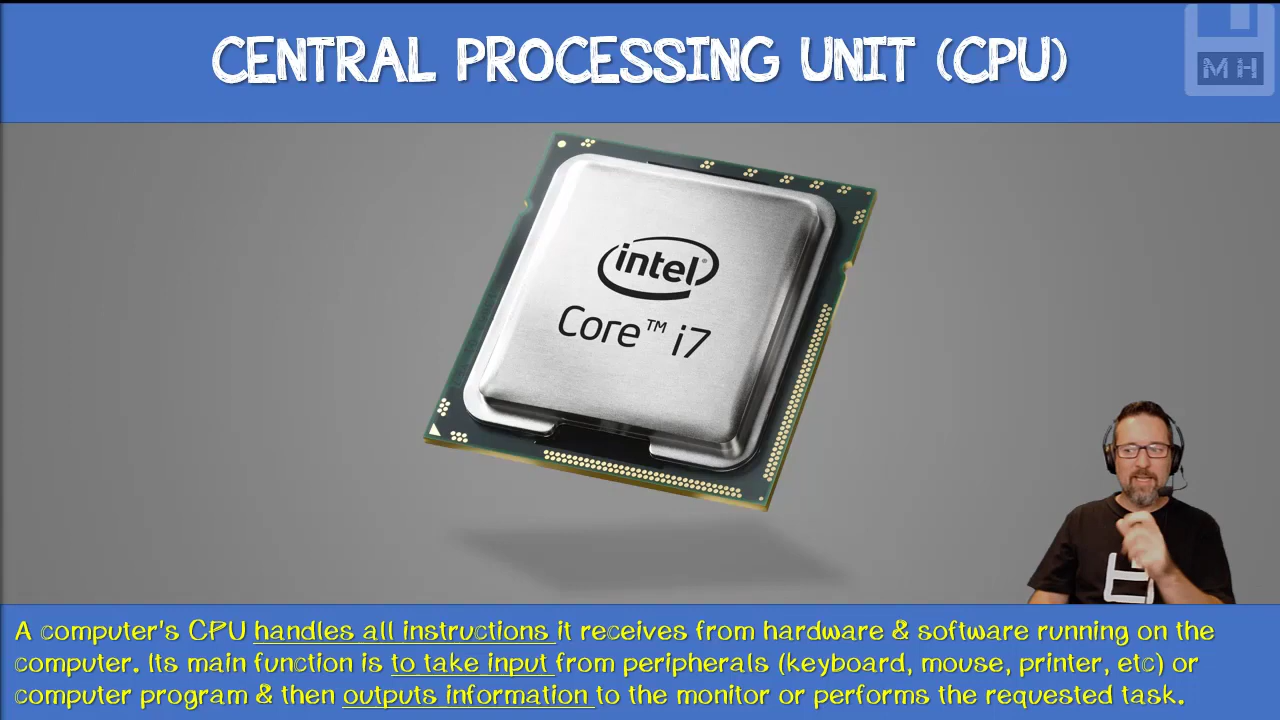 CENTRAL PROCESSING UNIT (CPU)
MH
intel®
Core™ i7
A computer's CPU handles all instructions it receives from hardware & software running on the
computer. Its main function is to take input from peripherals (keyboard, mouse, printer, etc) or
computer program & then outputs information to the monitor or performs the requested task.